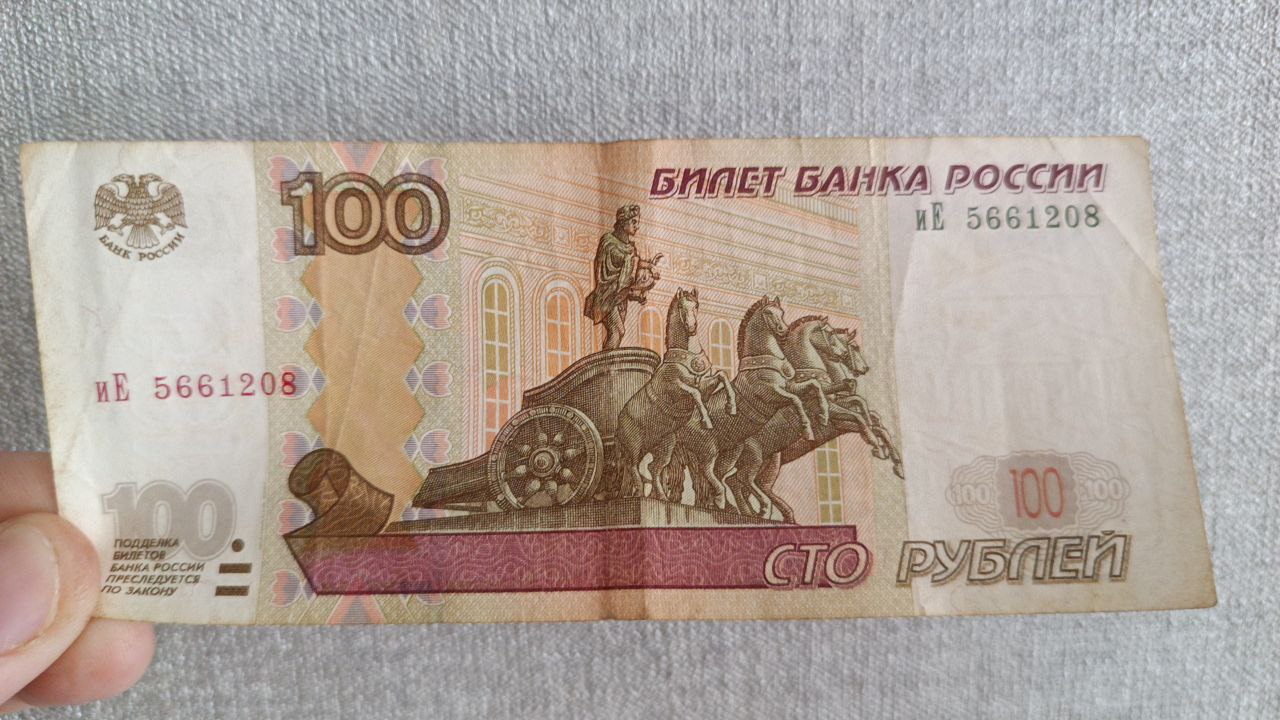 БАНК РОССИИ
100
БИЛЕТ БАНКА РОССИИ
иЕ 5661208
иЕ 5661208
100
ПОДДЕЛКА
БИЛЕТОВ
БАНКА РОССИИ
ПРЕСЛЕДУЕТСЯ
ПО ЗАКОНУ
100 100 100
СТО РУБЛЕЙ